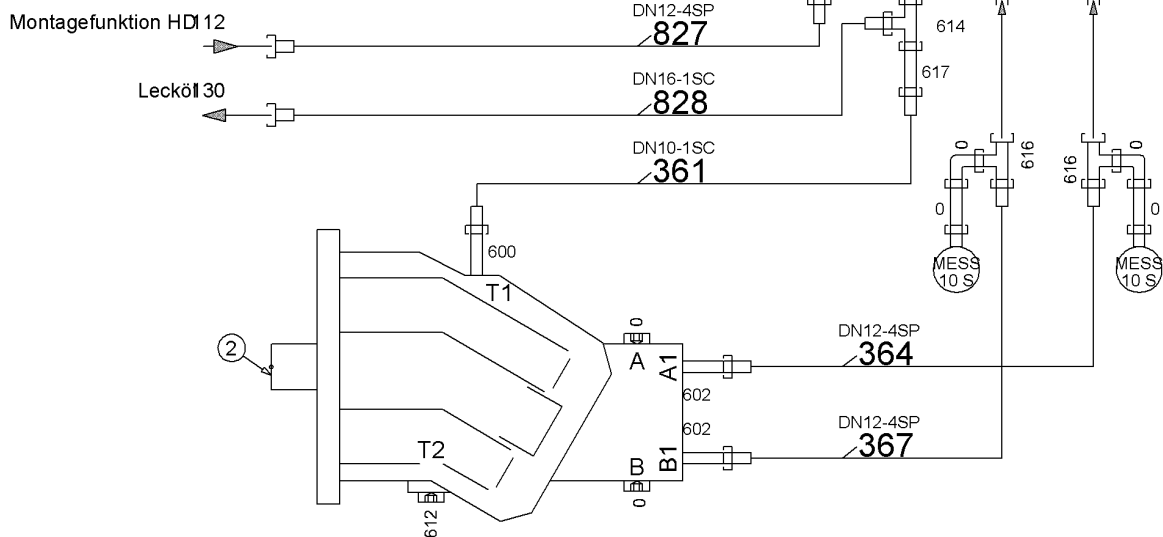 DN12-4SP
Montagefunktion HD112
827
614
DN16-1SC
617
Lecköl 30
828
0
0
DN10-1SC
616
616
361
0
0
600
MESS
10 S
MESS
10 S
T1
0
DN12-4SP
2
364
A
A1
602
DN12-4SP
602
367
T2
B
B1
0
612